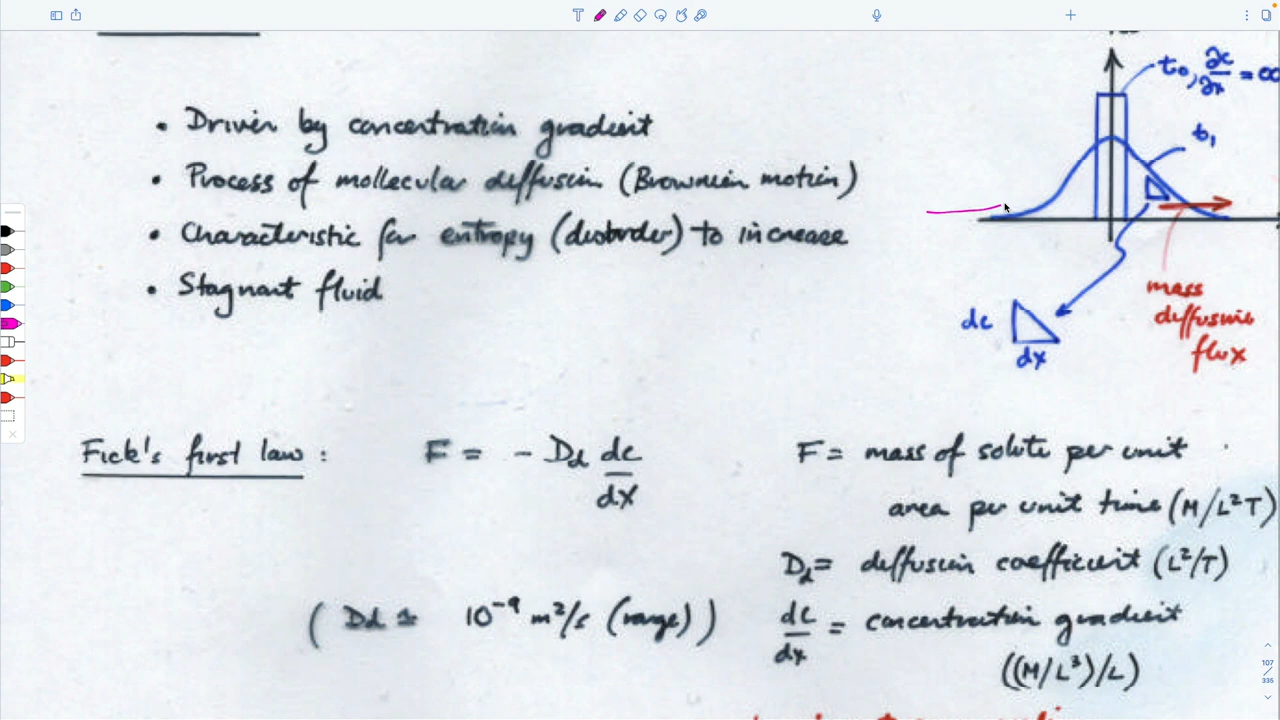 t₀, ∂c/∂x = ∞
• Driven by concentration gradient
t₁
• Process of mollecular diffusion (Brownian motion)
• Characteristic for entropy (disorder) to increase
• Stagnant fluid
mass
diffusive
flux
dc
dx
Fick's first law : F = - Dd dc/dx
F = mass of solute per unit
area per unit time (M/L²T)
Dd = diffusion coefficient (L²/T)
( Dd ≃ 10⁻⁹ m²/s (range) )
dc/dx = concentration gradient
((M/L³)/L)
107
/
335